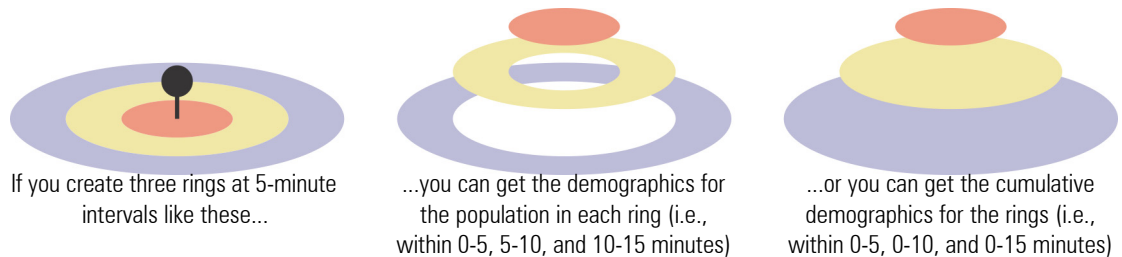 If you create three rings at 5-minute
intervals like these...
...you can get the demographics for
the population in each ring (i.e.,
within 0-5, 5-10, and 10-15 minutes)
...or you can get the cumulative
demographics for the rings (i.e.,
within 0-5, 0-10, and 0-15 minutes)